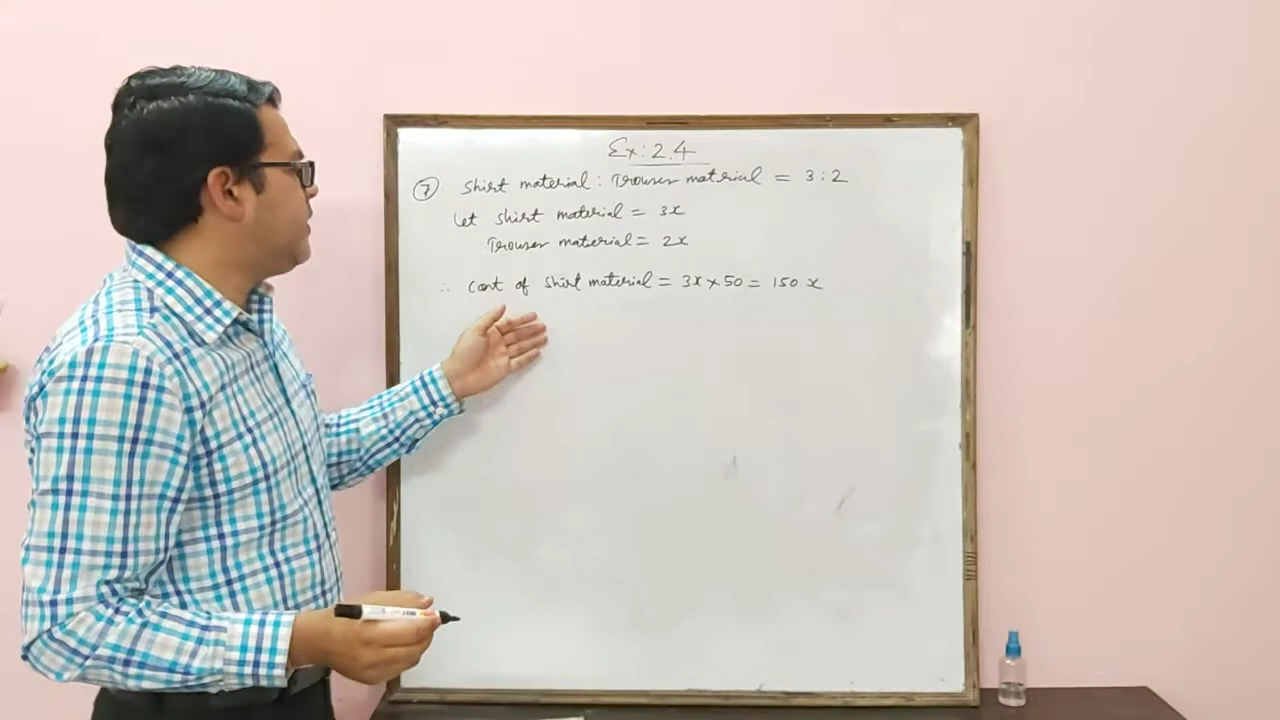 Ex: 2.4
7 Shirt material : Trouser material = 3 : 2
Let Shirt material = 3x
Trouser material = 2x
∴ Cost of Shirt material = 3x × 50 = 150 x